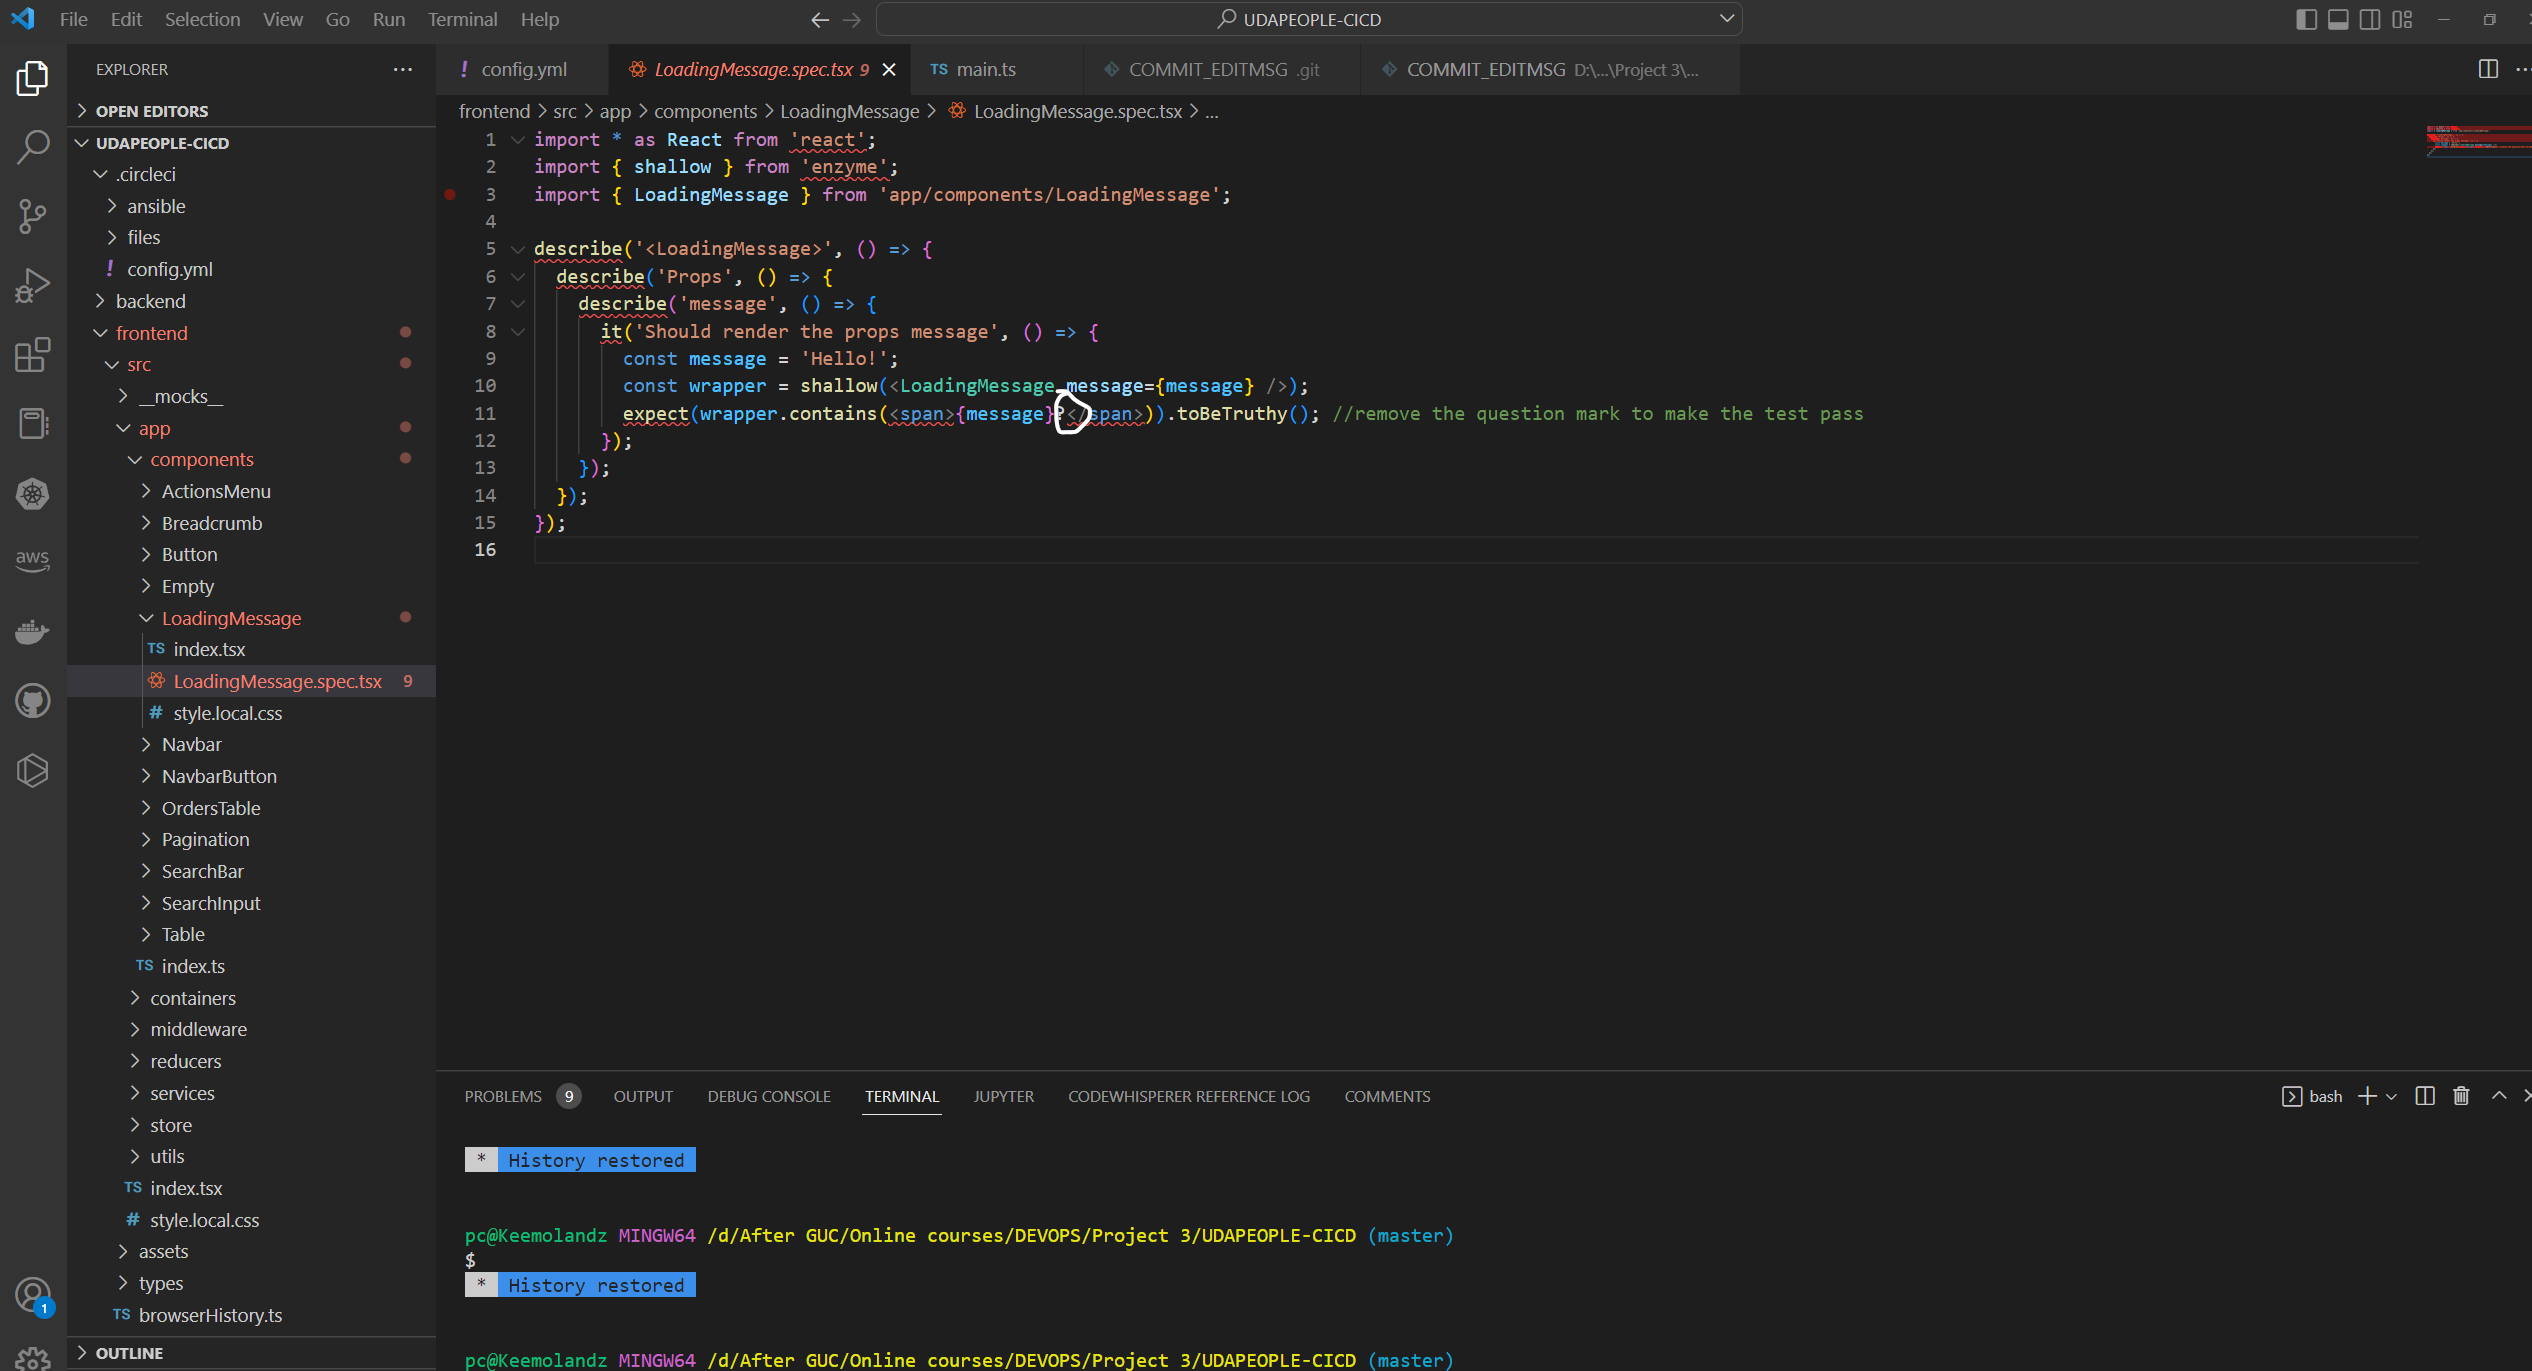 File Edit Selection View Go Run Terminal Help
UDAPEOPLE-CICD
EXPLORER
OPEN EDITORS
UDAPEOPLE-CICD
.circleci
ansible
files
! config.yml
backend
frontend
src
__mocks__
app
components
ActionsMenu
Breadcrumb
Button
Empty
LoadingMessage
TS index.tsx
LoadingMessage.spec.tsx 9
# style.local.css
Navbar
NavbarButton
OrdersTable
Pagination
SearchBar
SearchInput
Table
TS index.ts
containers
middleware
reducers
services
store
utils
TS index.tsx
# style.local.css
assets
types
TS browserHistory.ts
OUTLINE
aws
1
! config.yml
LoadingMessage.spec.tsx 9
TS main.ts
COMMIT_EDITMSG .git
COMMIT_EDITMSG D:\...\Project 3\...
frontend > src > app > components > LoadingMessage > LoadingMessage.spec.tsx > ...
1 import * as React from 'react';
2 import { shallow } from 'enzyme';
3 import { LoadingMessage } from 'app/components/LoadingMessage';
4
5 describe('<LoadingMessage>', () => {
6 describe('Props', () => {
7 describe('message', () => {
8 it('Should render the props message', () => {
9 const message = 'Hello!';
10 const wrapper = shallow(<LoadingMessage message={message} />);
11 expect(wrapper.contains(<span>{message}?</span>)).toBeTruthy(); //remove the question mark to make the test pass
12 });
13 });
14 });
15 });
16
PROBLEMS 9 OUTPUT DEBUG CONSOLE TERMINAL JUPYTER CODEWHISPERER REFERENCE LOG COMMENTS
bash
* History restored
pc@Keemolandz MINGW64 /d/After GUC/Online courses/DEVOPS/Project 3/UDAPEOPLE-CICD (master)
$
* History restored
pc@Keemolandz MINGW64 /d/After GUC/Online courses/DEVOPS/Project 3/UDAPEOPLE-CICD (master)